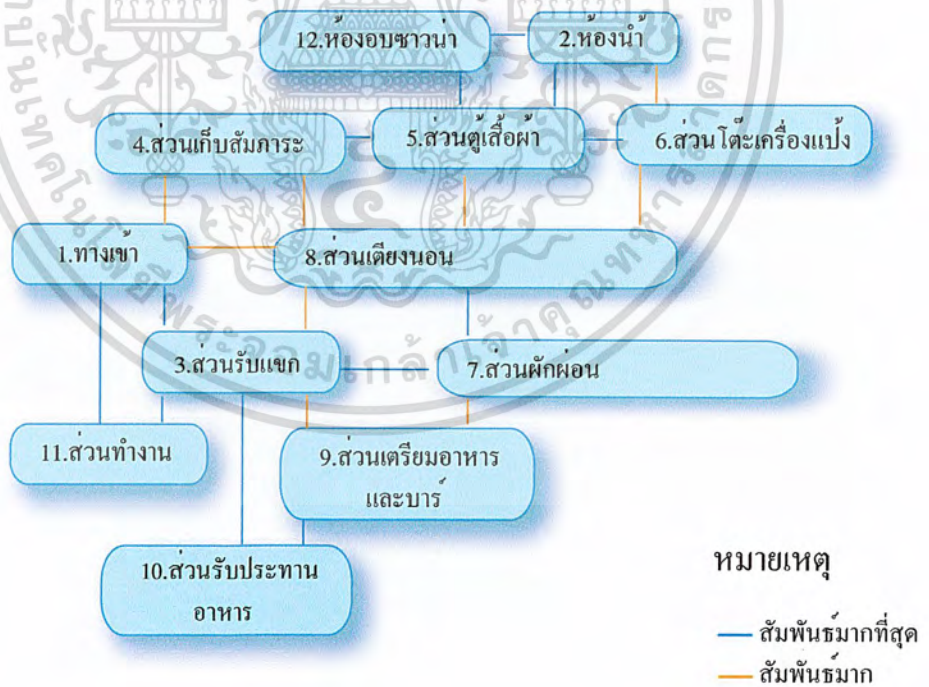 12.ห้องอบซาวน่า
2.ห้องน้ำ
4.ส่วนเก็บสัมภาระ
5.ส่วนตู้เสื้อผ้า
6.ส่วนโต๊ะเครื่องแป้ง
1.ทางเข้า
8.ส่วนเตียงนอน
3.ส่วนรับแขก
7.ส่วนผักผ่อน
11.ส่วนทำงาน
9.ส่วนเตรียมอาหาร
และบาร์
10.ส่วนรับประทาน
อาหาร
หมายเหตุ
สัมพันธ์มากที่สุด
สัมพันธ์มาก